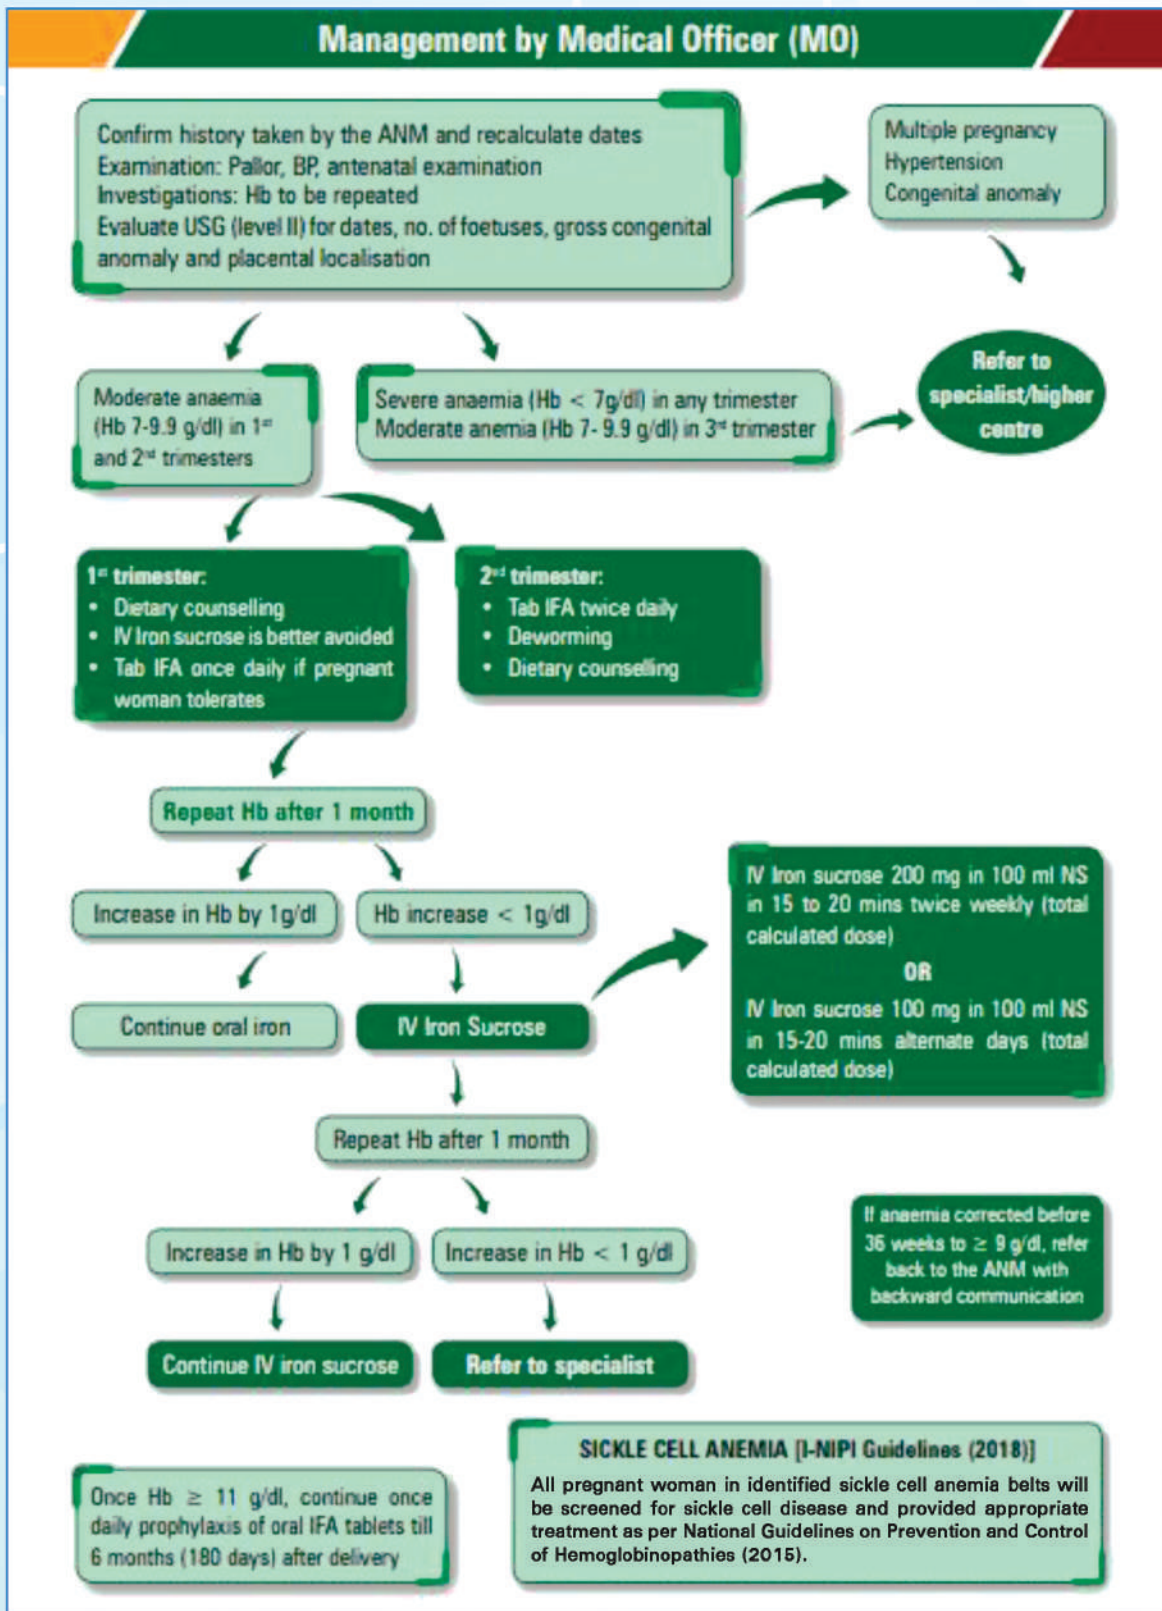 Management by Medical Officer (MO)
Confirm history taken by the ANM and recalculate dates
Examination: Pallor, BP, antenatal examination
Investigations: Hb to be repeated
Evaluate USG (level II) for dates, no. of foetuses, gross congenital
anomaly and placental localisation
Multiple pregnancy
Hypertension
Congenital anomaly
Refer to
specialist/higher
centre
Moderate anaemia
(Hb 7-9.9 g/dl) in 1st
and 2nd trimesters
Severe anaemia (Hb < 7g/dl) in any trimester
Moderate anemia (Hb 7- 9.9 g/dl) in 3rd trimester
1st trimester:
• Dietary counselling
• IV Iron sucrose is better avoided
• Tab IFA once daily if pregnant
woman tolerates
2nd trimester:
• Tab IFA twice daily
• Deworming
• Dietary counselling
Repeat Hb after 1 month
Increase in Hb by 1g/dl
Hb increase < 1g/dl
Continue oral iron
IV Iron Sucrose
IV Iron sucrose 200 mg in 100 ml NS
in 15 to 20 mins twice weekly (total
calculated dose)
OR
IV Iron sucrose 100 mg in 100 ml NS
in 15-20 mins alternate days (total
calculated dose)
Repeat Hb after 1 month
Increase in Hb by 1 g/dl
Increase in Hb < 1 g/dl
Continue IV iron sucrose
Refer to specialist
If anaemia corrected before
36 weeks to ≥ 9 g/dl, refer
back to the ANM with
backward communication
Once Hb ≥ 11 g/dl, continue once
daily prophylaxis of oral IFA tablets till
6 months (180 days) after delivery
SICKLE CELL ANEMIA [I-NIPI Guidelines (2018)]
All pregnant woman in identified sickle cell anemia belts will
be screened for sickle cell disease and provided appropriate
treatment as per National Guidelines on Prevention and Control
of Hemoglobinopathies (2015).